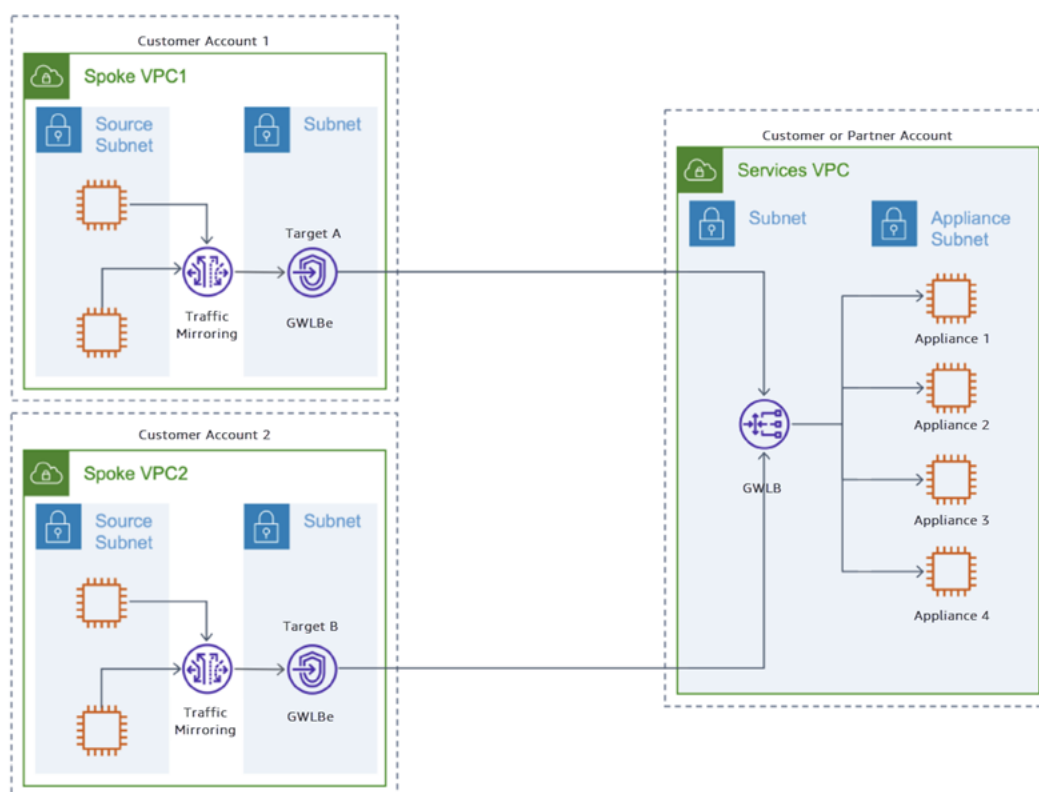 Customer Account 1
Spoke VPC1
Source
Subnet
Subnet
Target A
Traffic
Mirroring
GWLBe
Customer Account 2
Spoke VPC2
Source
Subnet
Subnet
Target B
Traffic
Mirroring
GWLBe
Customer or Partner Account
Services VPC
Subnet
Appliance
Subnet
Appliance 1
Appliance 2
GWLB
Appliance 3
Appliance 4